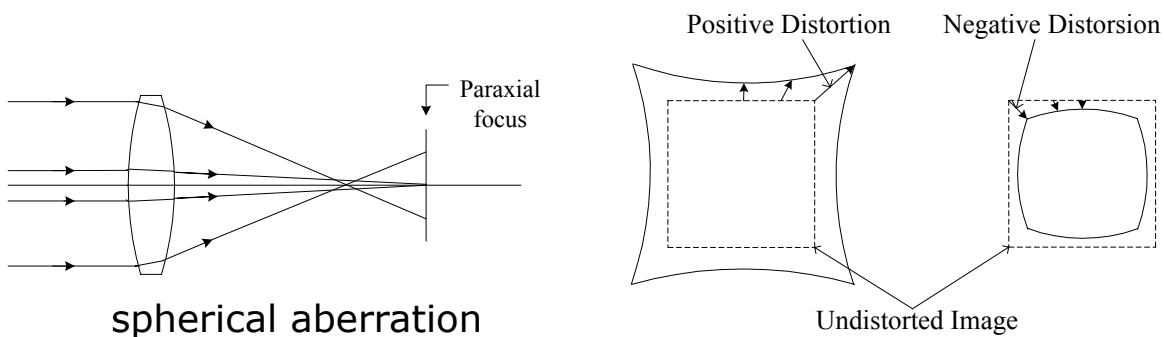 Paraxial
focus
spherical aberration
Positive Distortion
Negative Distorsion
Undistorted Image